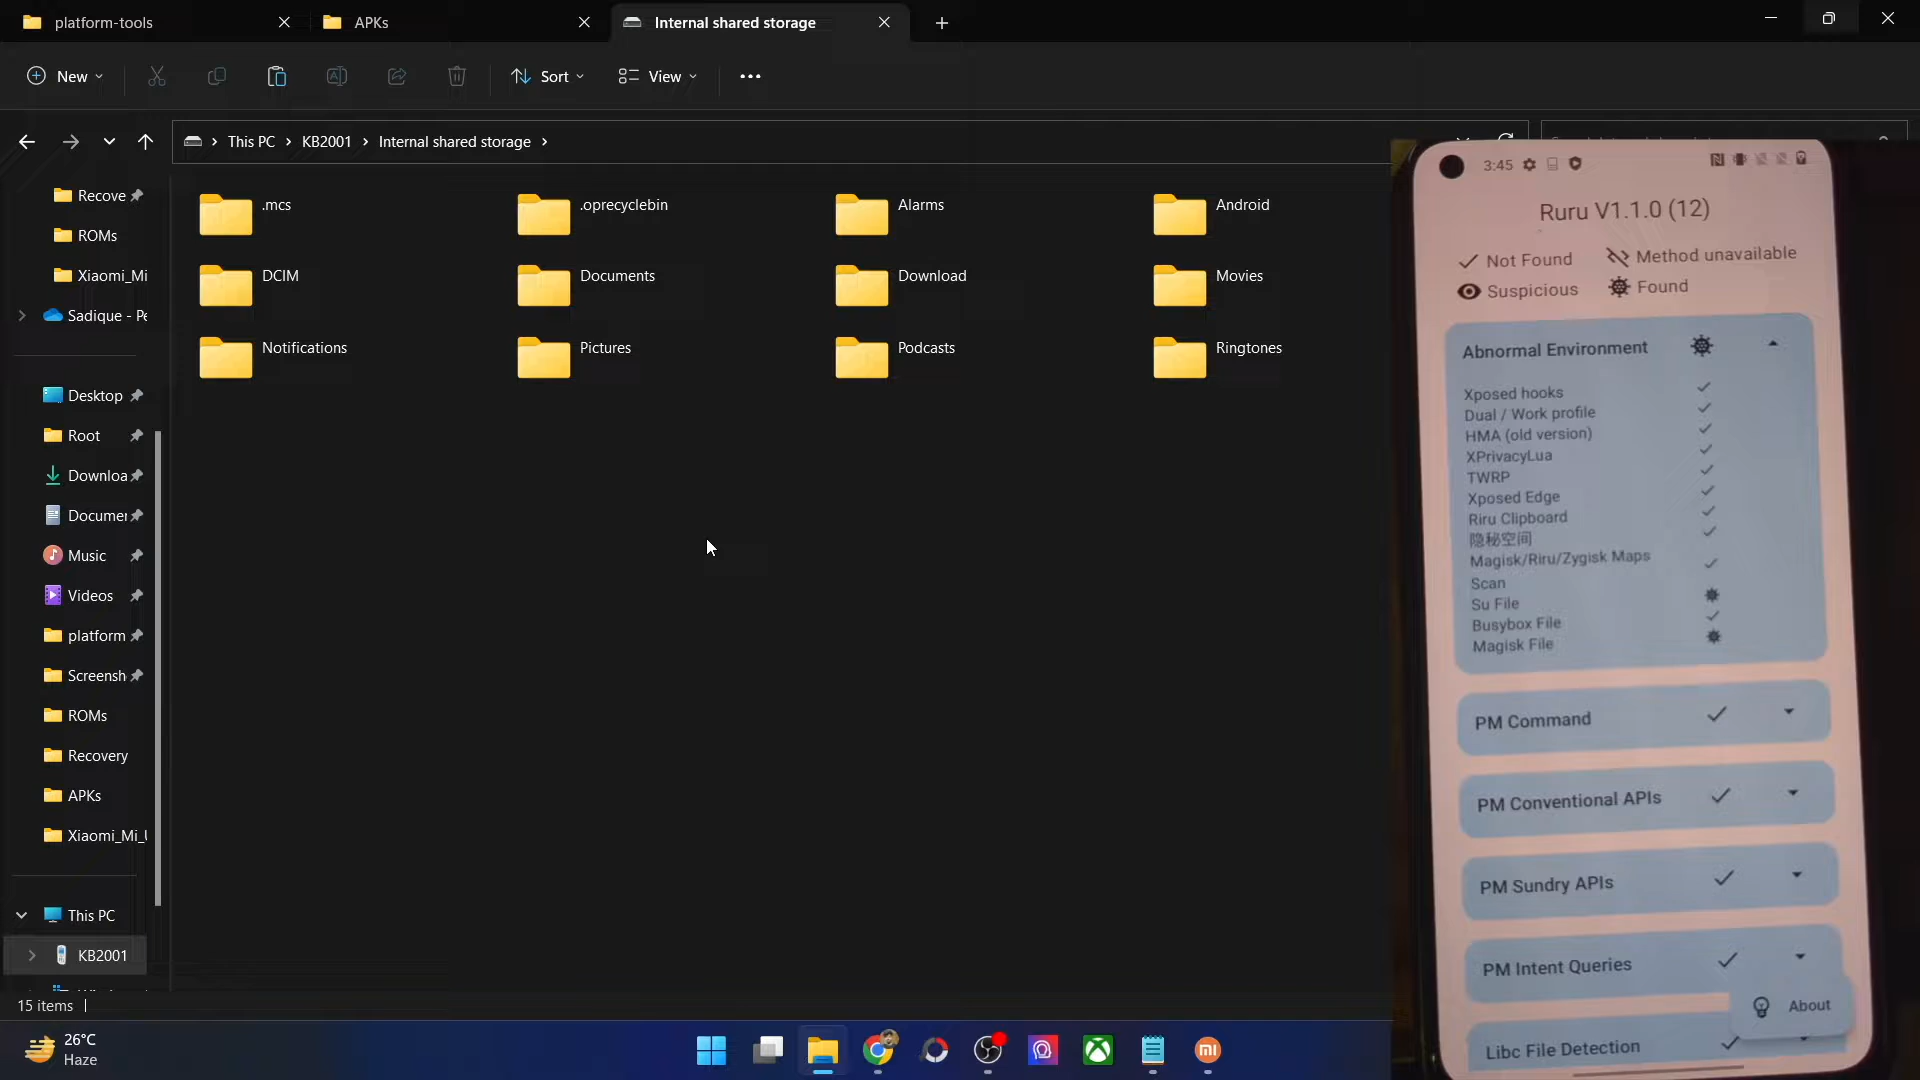 platform-tools
APKs
Internal shared storage
New
Sort
View
This PC
KB2001
Internal shared storage
Recove
ROMs
Xiaomi_Mi
Sadique - Pe
Desktop
Root
Downloa
Documer
Music
Videos
platform
Screensh
ROMs
Recovery
APKs
Xiaomi_Mi_U
This PC
KB2001
.mcs
.oprecyclebin
Alarms
Android
DCIM
Documents
Download
Movies
Notifications
Pictures
Podcasts
Ringtones
15 items
26°C
Haze
3:45
Ruru V1.1.0 (12)
Not Found
Method unavailable
Suspicious
Found
Abnormal Environment
Xposed hooks
Dual / Work profile
HMA (old version)
XPrivacyLua
TWRP
Xposed Edge
Riru Clipboard
隐秘空间
Magisk/Riru/Zygisk Maps
Scan
Su File
Busybox File
Magisk File
PM Command
PM Conventional APIs
PM Sundry APIs
PM Intent Queries
About
Libc File Detection